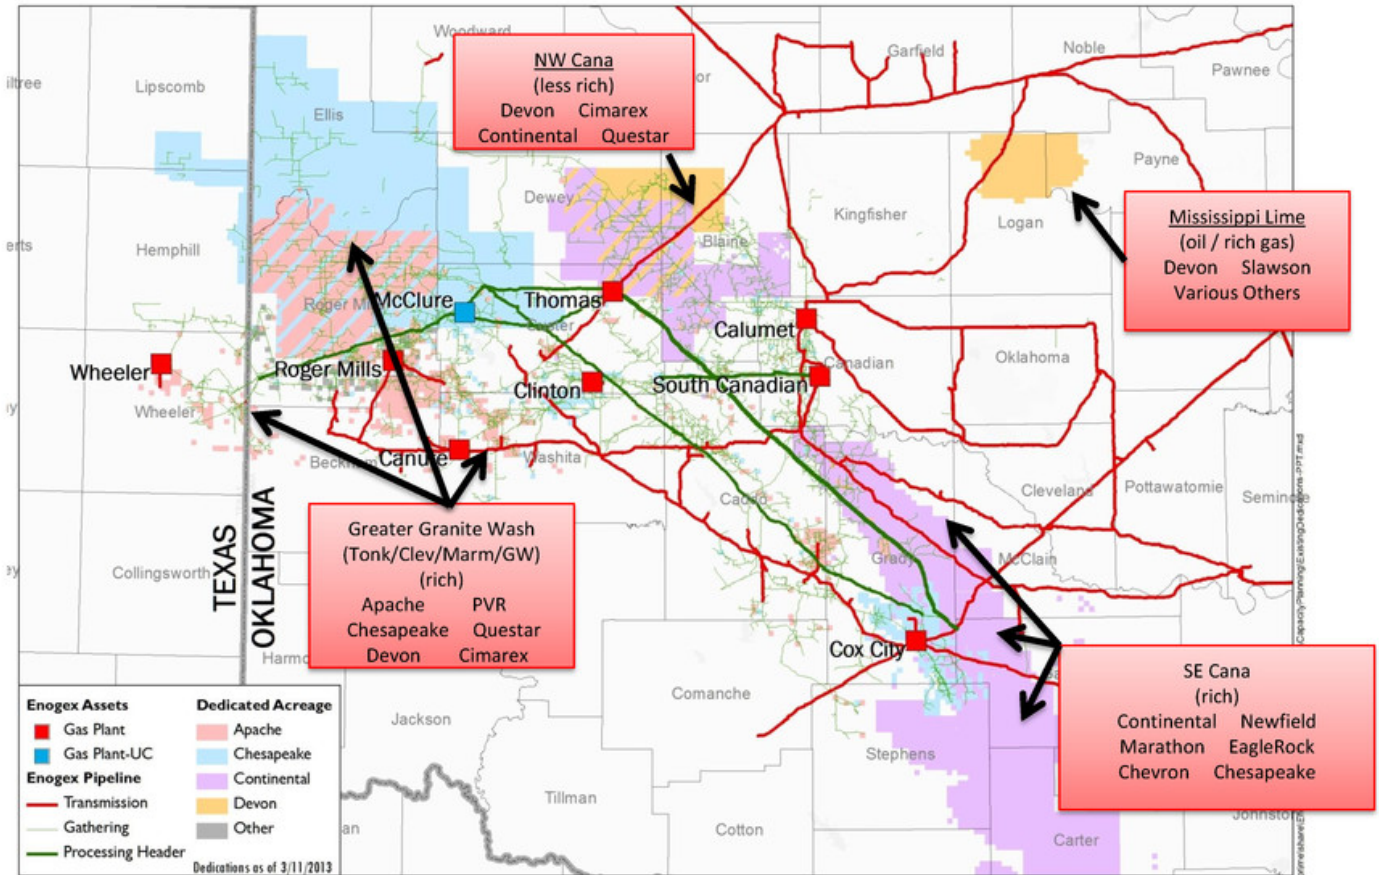 Woodward
Garfield
Noble
Pawnee
Lipscomb
Ellis
NW Cana
(less rich)
Devon Cimarex
Continental Questar
Payne
Dewey
Kingfisher
Logan
Blaine
Hemphill
Mississippi Lime
(oil / rich gas)
Devon Slawson
Various Others
McClure
Thomas
Calumet
Canadian
Oklahoma
Wheeler
Roger Mills
Clinton
South Canadian
Wheeler
Canute
Washita
Caddo
Cleveland
Pottawatomie
TEXAS
OKLAHOMA
Greater Granite Wash
(Tonk/Clev/Marm/GW)
(rich)
Apache PVR
Chesapeake Questar
Devon Cimarex
Collingsworth
Grady
McClain
Cox City
SE Cana
(rich)
Continental Newfield
Marathon EagleRock
Chevron Chesapeake
Comanche
Jackson
Stephens
Tillman
Cotton
Carter
Enogex Assets
Gas Plant
Gas Plant-UC
Enogex Pipeline
Transmission
Gathering
Processing Header
Dedicated Acreage
Apache
Chesapeake
Continental
Devon
Other
Dedications as of 3/11/2013